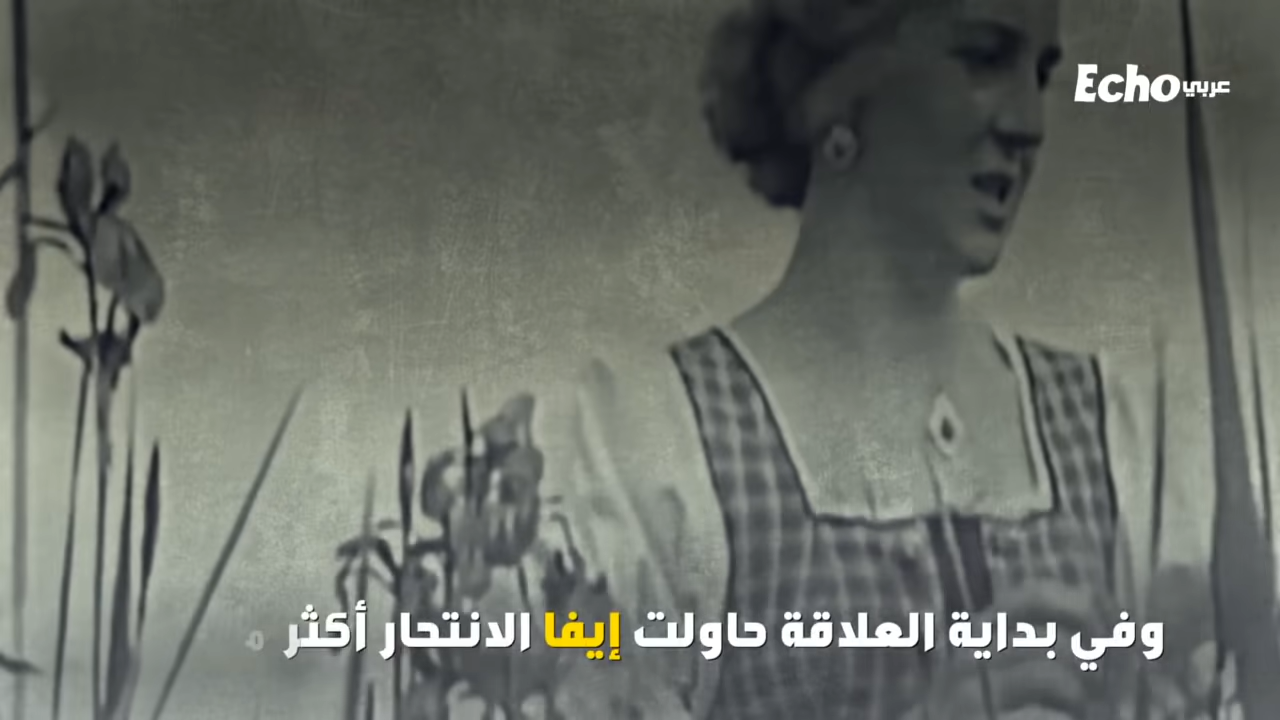 Echo عربي
وفي بداية العلاقة حاولت إيفا الانتحار أكثر